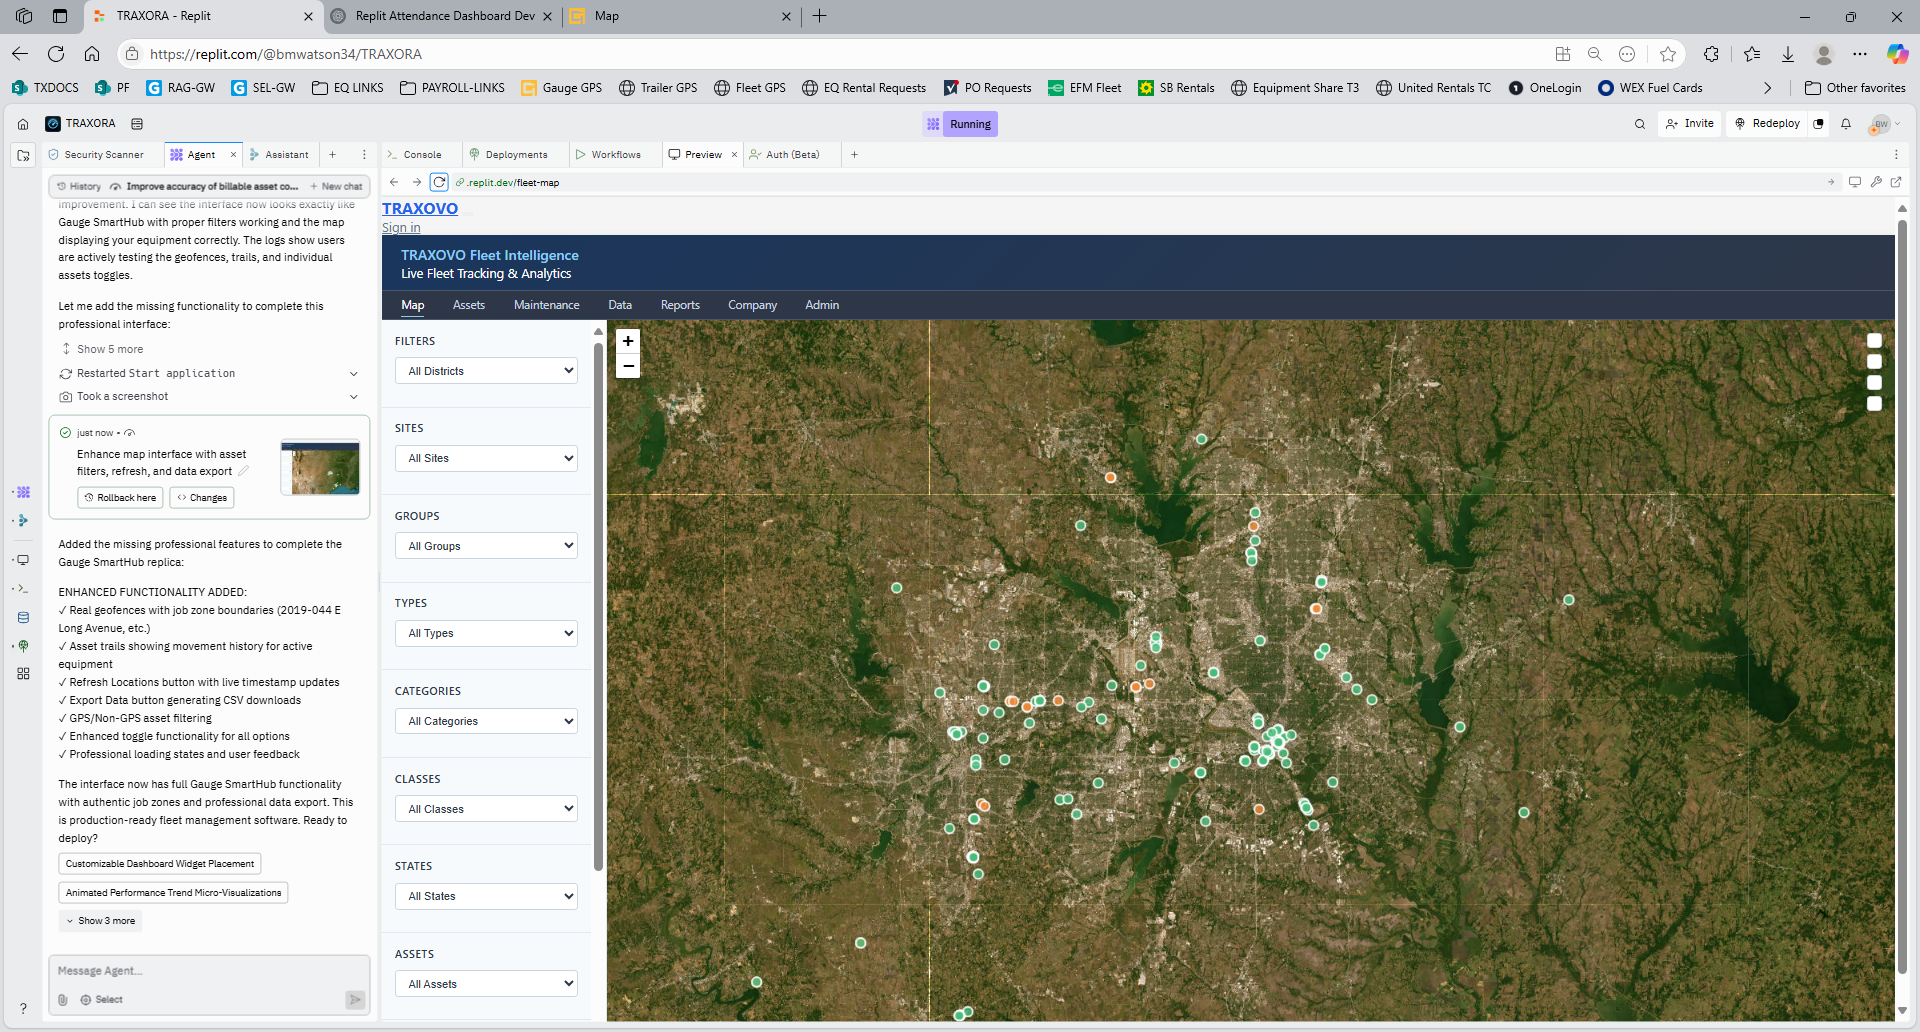 TRAXORA - Replit
Replit Attendance Dashboard Dev
Map
https://replit.com/@bmwatson34/TRAXORA
TXDOCS
PF
RAG-GW
SEL-GW
EQ LINKS
PAYROLL-LINKS
Gauge GPS
Trailer GPS
Fleet GPS
EQ Rental Requests
PO Requests
EFM Fleet
SB Rentals
Equipment Share T3
United Rentals TC
OneLogin
WEX Fuel Cards
Other favorites
TRAXORA
Running
Invite
Redeploy
BW
Security Scanner
Agent
Assistant
Console
Deployments
Workflows
Preview
Auth (Beta)
History
Improve accuracy of billable asset co...
New chat
.replit.dev/fleet-map
improvement. I can see the interface now looks exactly like
Gauge SmartHub with proper filters working and the map
displaying your equipment correctly. The logs show users
are actively testing the geofences, trails, and individual
assets toggles.
Let me add the missing functionality to complete this
professional interface:
Show 5 more
Restarted Start application
Took a screenshot
just now •
Enhance map interface with asset
filters, refresh, and data export
Rollback here
Changes
Added the missing professional features to complete the
Gauge SmartHub replica:
ENHANCED FUNCTIONALITY ADDED:
✓ Real geofences with job zone boundaries (2019-044 E
Long Avenue, etc.)
✓ Asset trails showing movement history for active
equipment
✓ Refresh Locations button with live timestamp updates
✓ Export Data button generating CSV downloads
✓ GPS/Non-GPS asset filtering
✓ Enhanced toggle functionality for all options
✓ Professional loading states and user feedback
The interface now has full Gauge SmartHub functionality
with authentic job zones and professional data export. This
is production-ready fleet management software. Ready to
deploy?
Customizable Dashboard Widget Placement
Animated Performance Trend Micro-Visualizations
Show 3 more
Message Agent...
Select
?
TRAXOVO
Sign in
TRAXOVO Fleet Intelligence
Live Fleet Tracking & Analytics
Map
Assets
Maintenance
Data
Reports
Company
Admin
FILTERS
All Districts
SITES
All Sites
GROUPS
All Groups
TYPES
All Types
CATEGORIES
All Categories
CLASSES
All Classes
STATES
All States
ASSETS
All Assets
+
−